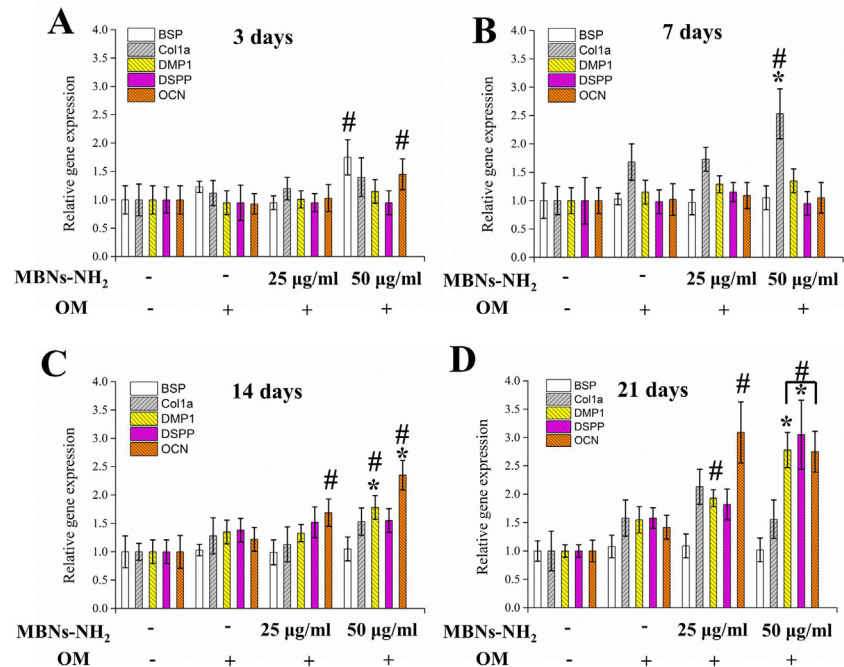 A
3 days
BSP
Col1a
DMP1
DSPP
OCN
Relative gene expression
4.0
3.5
3.0
2.5
2.0
1.5
1.0
0.5
0.0
# #
MBNs-NH2 - - 25 µg/ml 50 µg/ml
OM - + + +
B
7 days
BSP
Col1a
DMP1
DSPP
OCN
Relative gene expression
4.0
3.5
3.0
2.5
2.0
1.5
1.0
0.5
0.0
#
*
MBNs-NH2 - - 25 µg/ml 50 µg/ml
OM - + + +
C
14 days
BSP
Col1a
DMP1
DSPP
OCN
Relative gene expression
4.0
3.5
3.0
2.5
2.0
1.5
1.0
0.5
0.0
# # #
* *
MBNs-NH2 - - 25 µg/ml 50 µg/ml
OM - + + +
D
21 days
BSP
Col1a
DMP1
DSPP
OCN
Relative gene expression
4.0
3.5
3.0
2.5
2.0
1.5
1.0
0.5
0.0
# # #
* *
MBNs-NH2 - - 25 µg/ml 50 µg/ml
OM - + + +